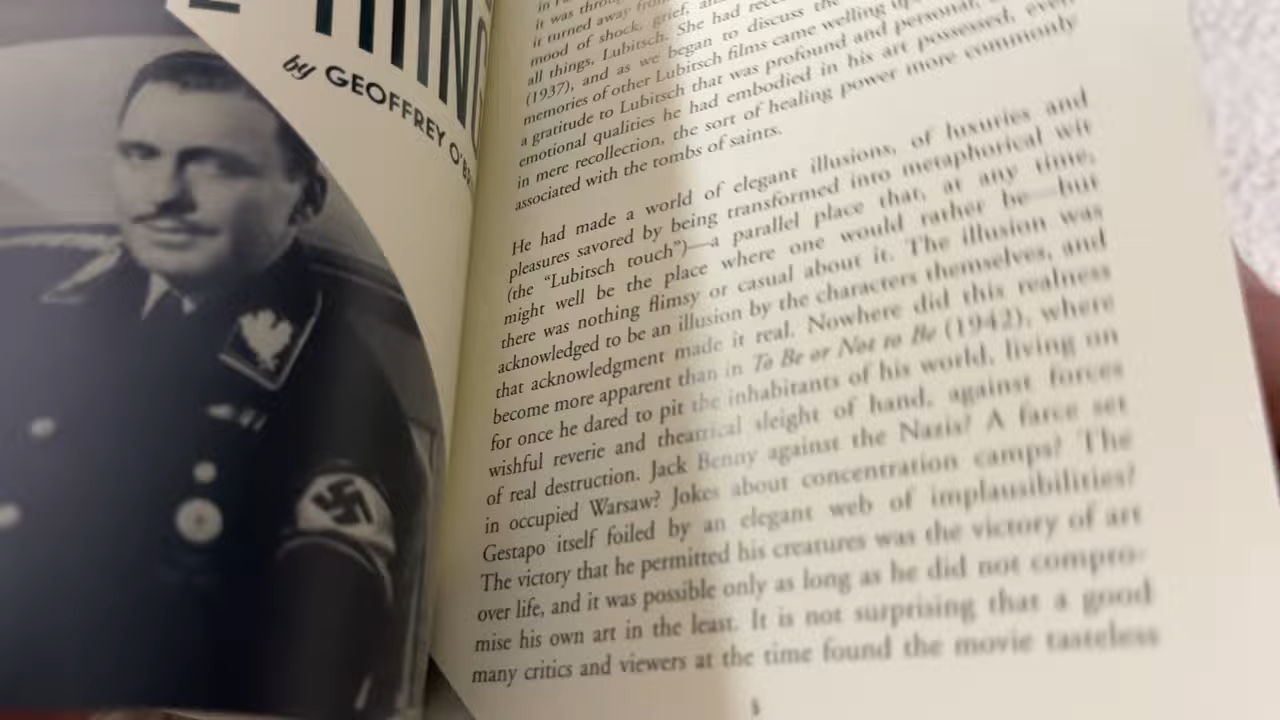 THING
by GEOFFREY O'BR
it was
it turned away from
mood of shock, grief, and
all things, Lubitsch. She had
(1937), and as we began to discuss the
memories of other Lubitsch films came welling
a gratitude to Lubitsch that was profound and personal,
emotional qualities he had embodied in his art possessed, even
in mere recollection, the sort of healing power more commonly
associated with the tombs of saints.
He had made a world of elegant illusions, of luxuries and
pleasures savored by being transformed into metaphorical wit
(the “Lubitsch touch”)—a parallel place that, at any time,
might well be the place where one would rather be—but
there was nothing flimsy or casual about it. The illusion was
acknowledged to be an illusion by the characters themselves, and
that acknowledgment made it real. Nowhere did this realness
become more apparent than in To Be or Not to Be (1942), where
for once he dared to pit the inhabitants of his world, living on
wishful reverie and theatrical sleight of hand, against forces
of real destruction. Jack Benny against the Nazis? A farce set
in occupied Warsaw? Jokes about concentration camps? The
Gestapo itself foiled by an elegant web of implausibilities?
The victory that he permitted his creatures was the victory of art
over life, and it was possible only as long as he did not compro-
mise his own art in the least. It is not surprising that a good
many critics and viewers at the time found the movie tasteless